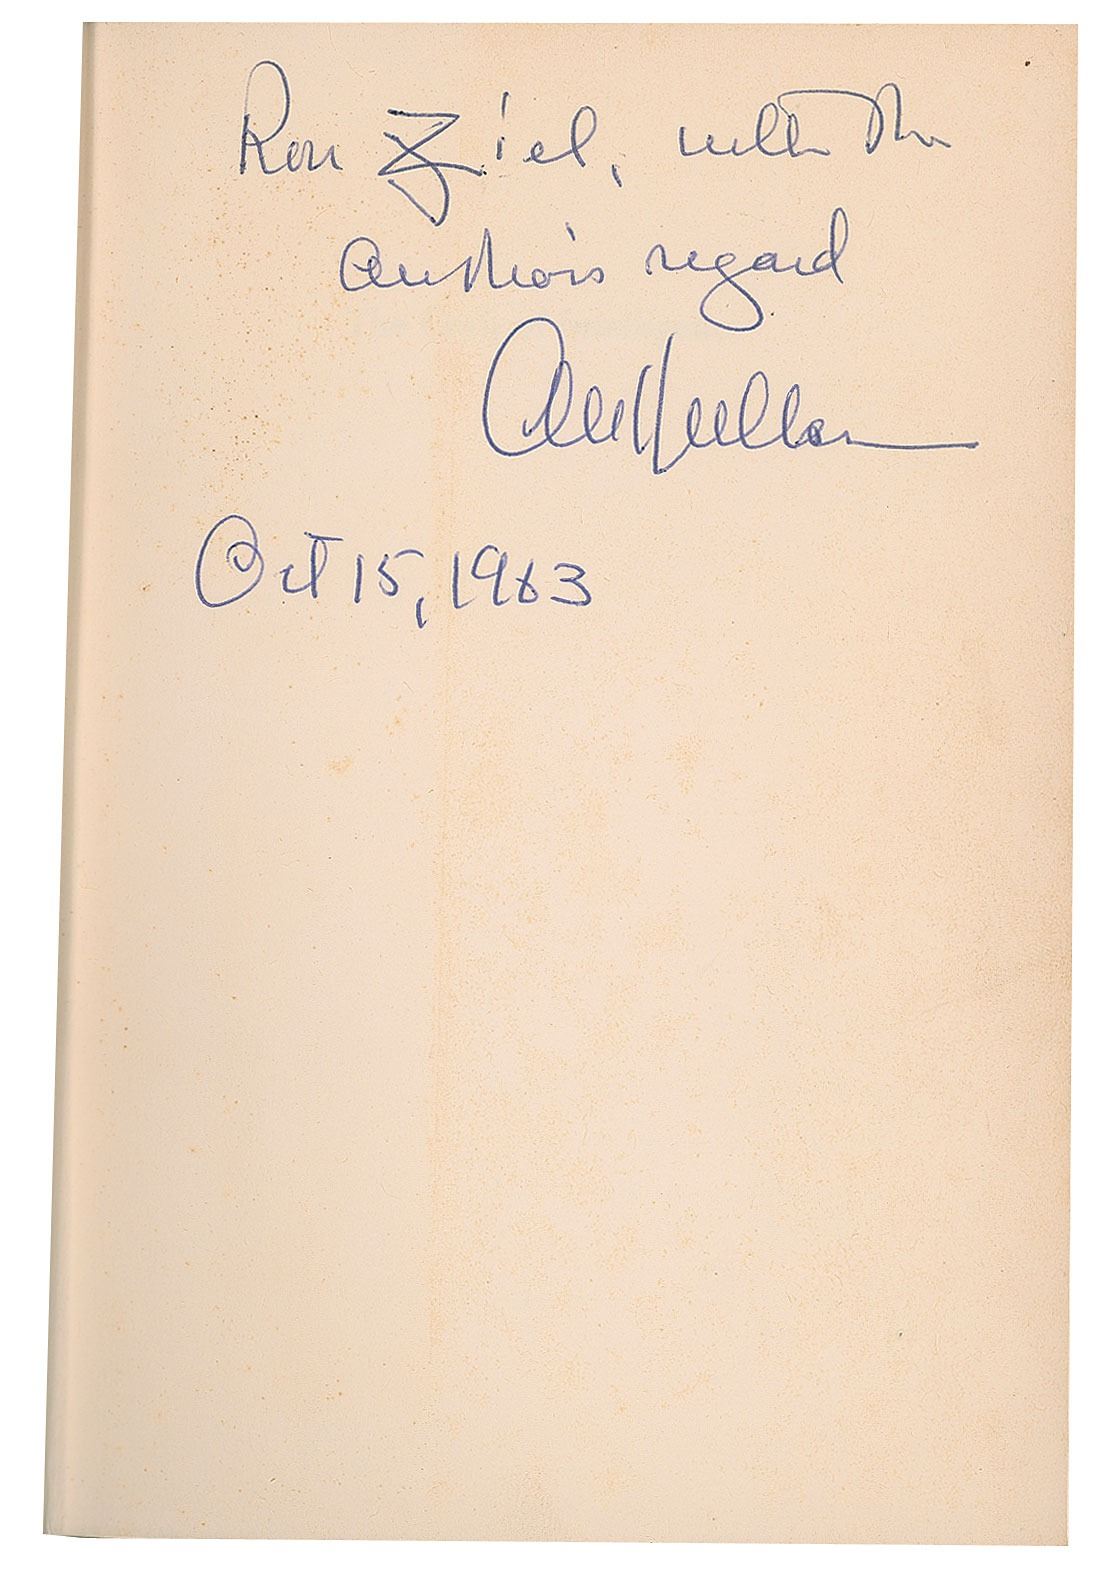 Ron Ziel, with the
author's regard
Oct 15, 1963